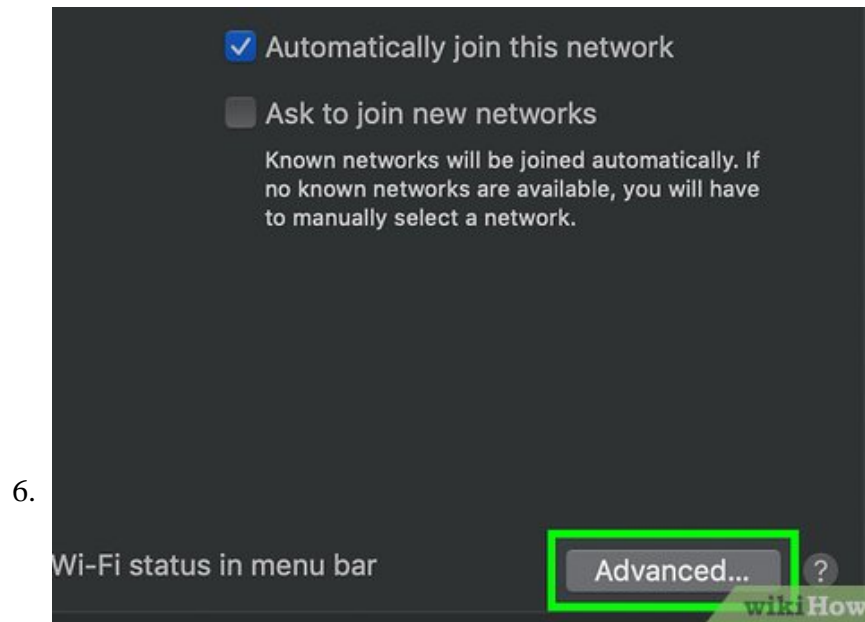 Automatically join this network
Ask to join new networks
Known networks will be joined automatically. If
no known networks are available, you will have
to manually select a network.
6.
Wi-Fi status in menu bar
Advanced...
?
wikiHow